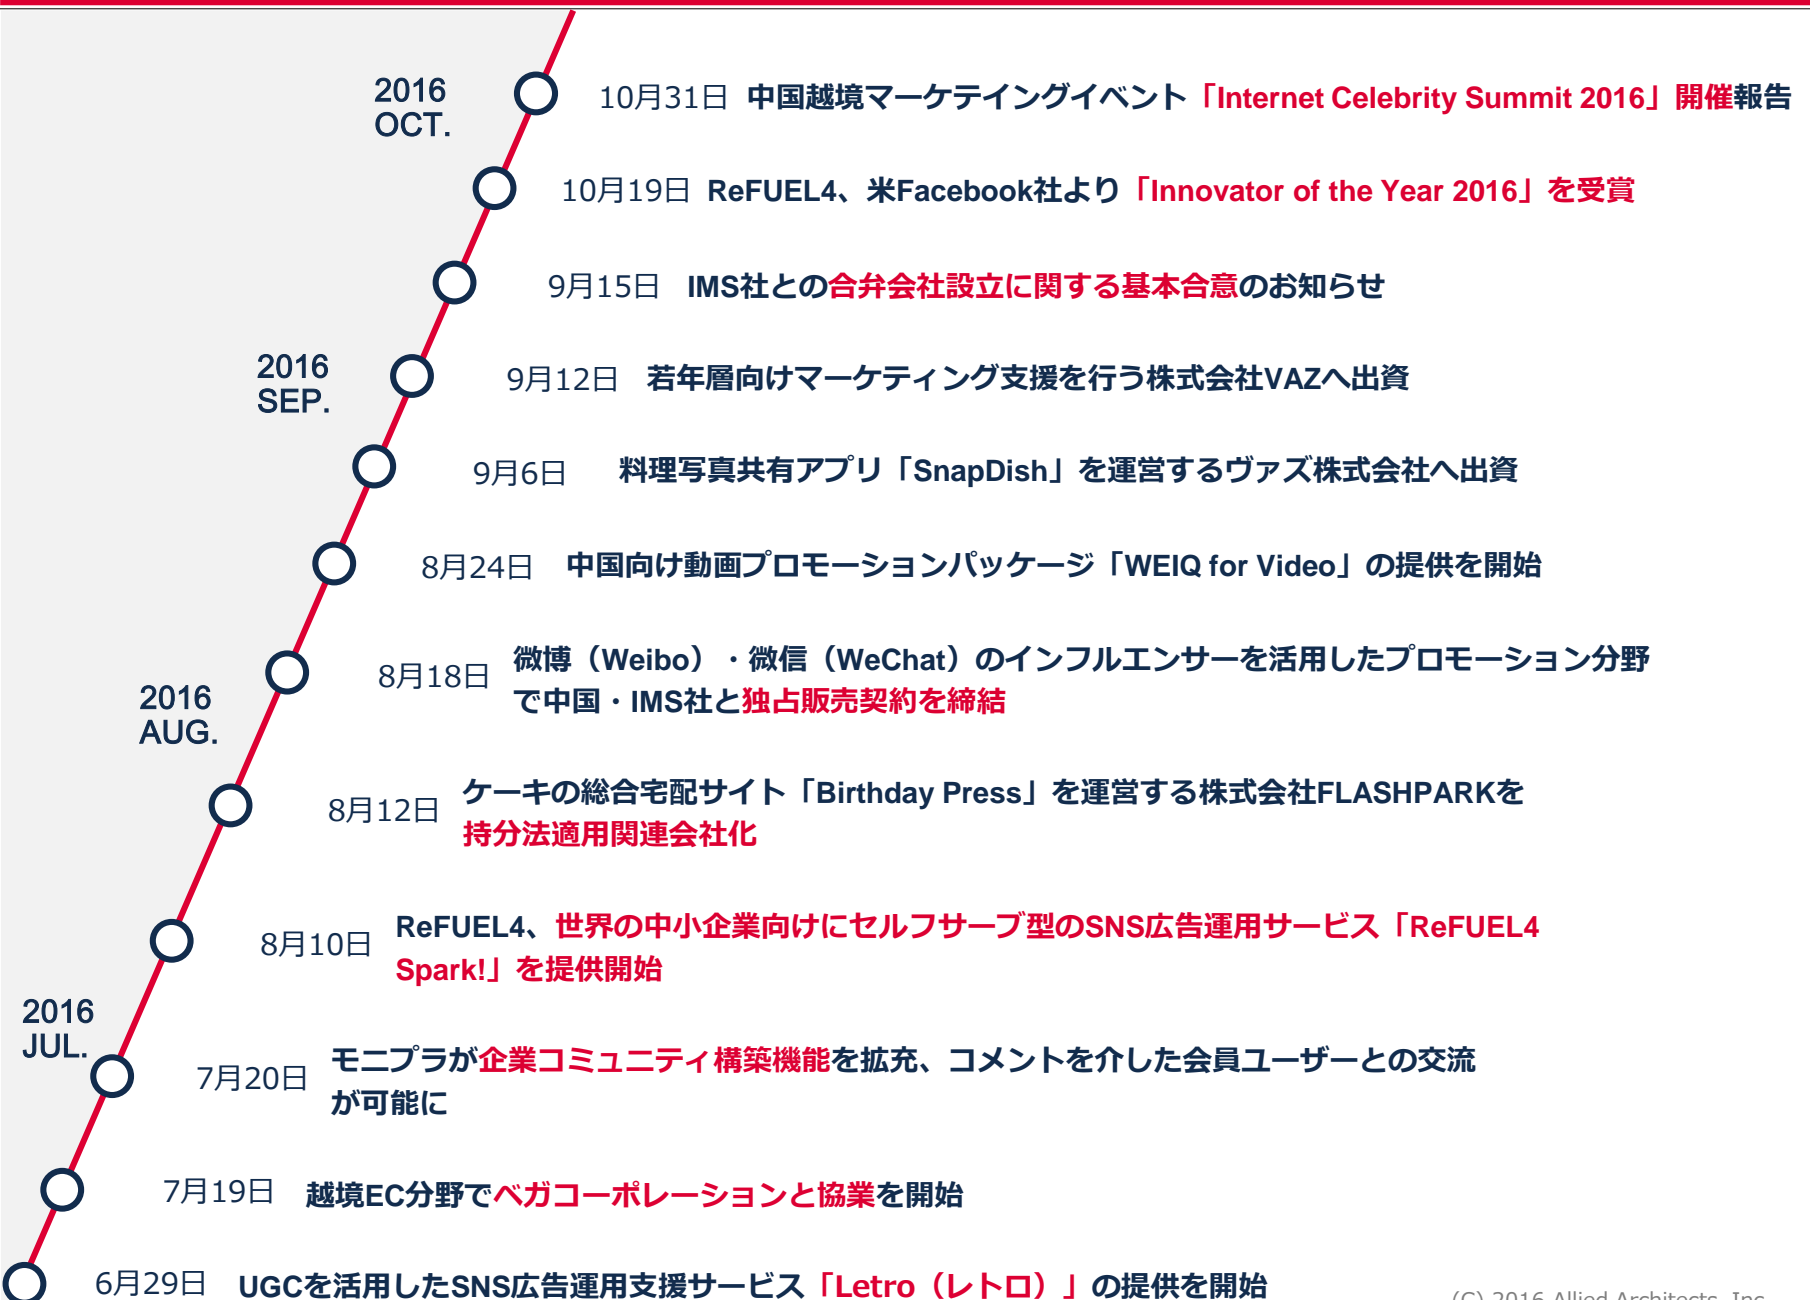 2016
OCT.
10月31日 中国越境マーケテイングイベント「Internet Celebrity Summit 2016」開催報告
10月19日 ReFUEL4、米Facebook社より「Innovator of the Year 2016」を受賞
9月15日 IMS社との合弁会社設立に関する基本合意のお知らせ
2016
SEP.
9月12日 若年層向けマーケティング支援を行う株式会社VAZへ出資
9月6日 料理写真共有アプリ「SnapDish」を運営するヴァズ株式会社へ出資
8月24日 中国向け動画プロモーションパッケージ「WEIQ for Video」の提供を開始
2016
AUG.
8月18日 微博（Weibo）・微信（WeChat）のインフルエンサーを活用したプロモーション分野
で中国・IMS社と独占販売契約を締結
8月12日 ケーキの総合宅配サイト「Birthday Press」を運営する株式会社FLASHPARKを
持分法適用関連会社化
8月10日 ReFUEL4、世界の中小企業向けにセルフサーブ型のSNS広告運用サービス「ReFUEL4
Spark!」を提供開始
2016
JUL.
7月20日 モニプラが企業コミュニティ構築機能を拡充、コメントを介した会員ユーザーとの交流
が可能に
7月19日 越境EC分野でベガコーポレーションと協業を開始
6月29日 UGCを活用したSNS広告運用支援サービス「Letro（レトロ）」の提供を開始
(C) 2016 Allied Architects, Inc.